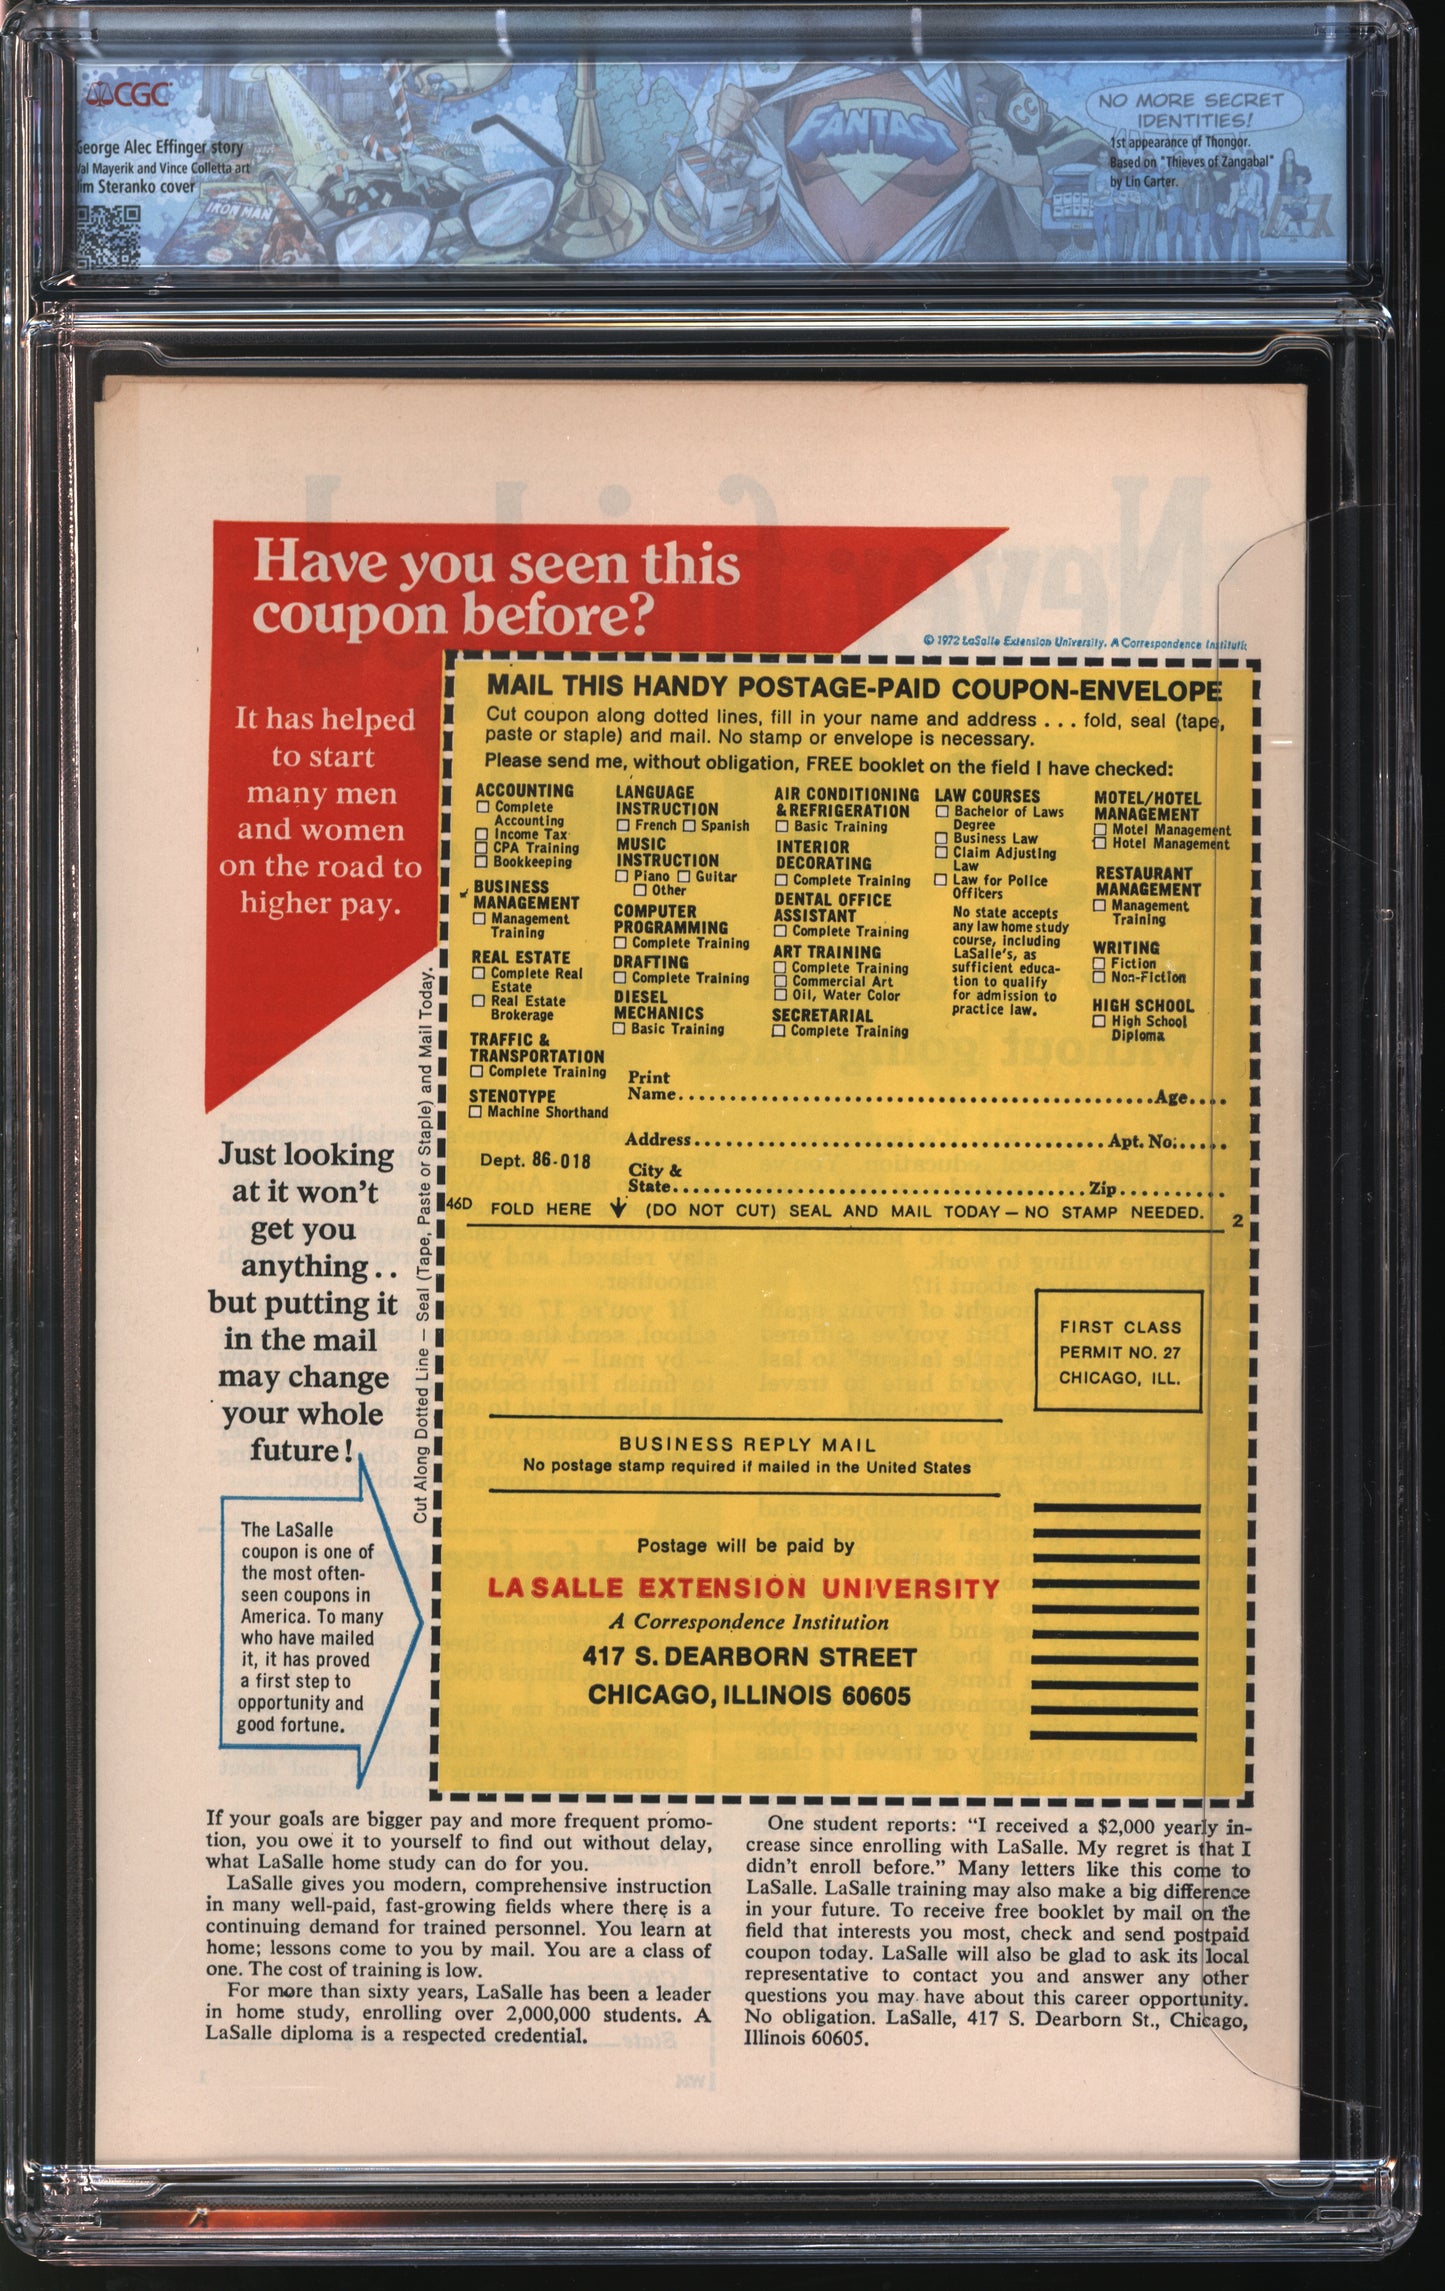 CGC
George Alec Effinger story
Val Mayerik and Vince Colletta art
Jim Steranko cover
IRON MAN
FANTAST
CC
NO MORE SECRET
IDENTITIES!
1st appearance of Thongor.
Based on "Thieves of Zangabal"
by Lin Carter.
Have you seen this
coupon before?
It has helped
to start
many men
and women
on the road to
higher pay.
Just looking
at it won't
get you
anything . .
but putting it
in the mail
may change
your whole
future!
The LaSalle
coupon is one of
the most often-
seen coupons in
America. To many
who have mailed
it, it has proved
a first step to
opportunity and
good fortune.
© 1972 LaSalle Extension University. A Correspondence
Cut Along Dotted Line — Seal (Tape, Paste or Staple) and Mail Today.
MAIL THIS HANDY POSTAGE-PAID COUPON-ENVELOPE
Cut coupon along dotted lines, fill in your name and address . . . fold, seal (tape,
paste or staple) and mail. No stamp or envelope is necessary.
Please send me, without obligation, FREE booklet on the field I have checked:
ACCOUNTING
☐ Complete
Accounting
☐ Income Tax
☐ CPA Training
☐ Bookkeeping
BUSINESS
MANAGEMENT
☐ Management
Training
REAL ESTATE
☐ Complete Real
Estate
☐ Real Estate
Brokerage
TRAFFIC &
TRANSPORTATION
☐ Complete Training
STENOTYPE
☐ Machine Shorthand
LANGUAGE
INSTRUCTION
☐ French ☐ Spanish
MUSIC
INSTRUCTION
☐ Piano ☐ Guitar
☐ Other
COMPUTER
PROGRAMMING
☐ Complete Training
DRAFTING
☐ Complete Training
DIESEL
MECHANICS
☐ Basic Training
AIR CONDITIONING
& REFRIGERATION
☐ Basic Training
INTERIOR
DECORATING
☐ Complete Training
DENTAL OFFICE
ASSISTANT
☐ Complete Training
ART TRAINING
☐ Complete Training
☐ Commercial Art
☐ Oil, Water Color
SECRETARIAL
☐ Complete Training
LAW COURSES
☐ Bachelor of Laws
Degree
☐ Business Law
☐ Claim Adjusting
Law
☐ Law for Police
Officers
No state accepts
any law home study
course, including
LaSalle's, as
sufficient educa-
tion to qualify
for admission to
practice law.
MOTEL/HOTEL
MANAGEMENT
☐ Motel Management
☐ Hotel Management
RESTAURANT
MANAGEMENT
☐ Management
Training
WRITING
☐ Fiction
☐ Non-Fiction
HIGH SCHOOL
☐ High School
Diploma
Print
Name........Age....
Address........Apt. No:.....
Dept. 86-018
City &
State........Zip........
46D FOLD HERE ↓ (DO NOT CUT) SEAL AND MAIL TODAY — NO STAMP NEEDED. 2
FIRST CLASS
PERMIT NO. 27
CHICAGO, ILL.
BUSINESS REPLY MAIL
No postage stamp required if mailed in the United States
Postage will be paid by
LA SALLE EXTENSION UNIVERSITY
A Correspondence Institution
417 S. DEARBORN STREET
CHICAGO, ILLINOIS 60605
If your goals are bigger pay and more frequent promo-
tion, you owe it to yourself to find out without delay,
what LaSalle home study can do for you.
LaSalle gives you modern, comprehensive instruction
in many well-paid, fast-growing fields where there is a
continuing demand for trained personnel. You learn at
home; lessons come to you by mail. You are a class of
one. The cost of training is low.
For more than sixty years, LaSalle has been a leader
in home study, enrolling over 2,000,000 students. A
LaSalle diploma is a respected credential.
One student reports: "I received a $2,000 yearly in-
crease since enrolling with LaSalle. My regret is that I
didn't enroll before." Many letters like this come to
LaSalle. LaSalle training may also make a big difference
in your future. To receive free booklet by mail on the
field that interests you most, check and send postpaid
coupon today. LaSalle will also be glad to ask its local
representative to contact you and answer any other
questions you may have about this career opportunity.
No obligation. LaSalle, 417 S. Dearborn St., Chicago,
Illinois 60605.